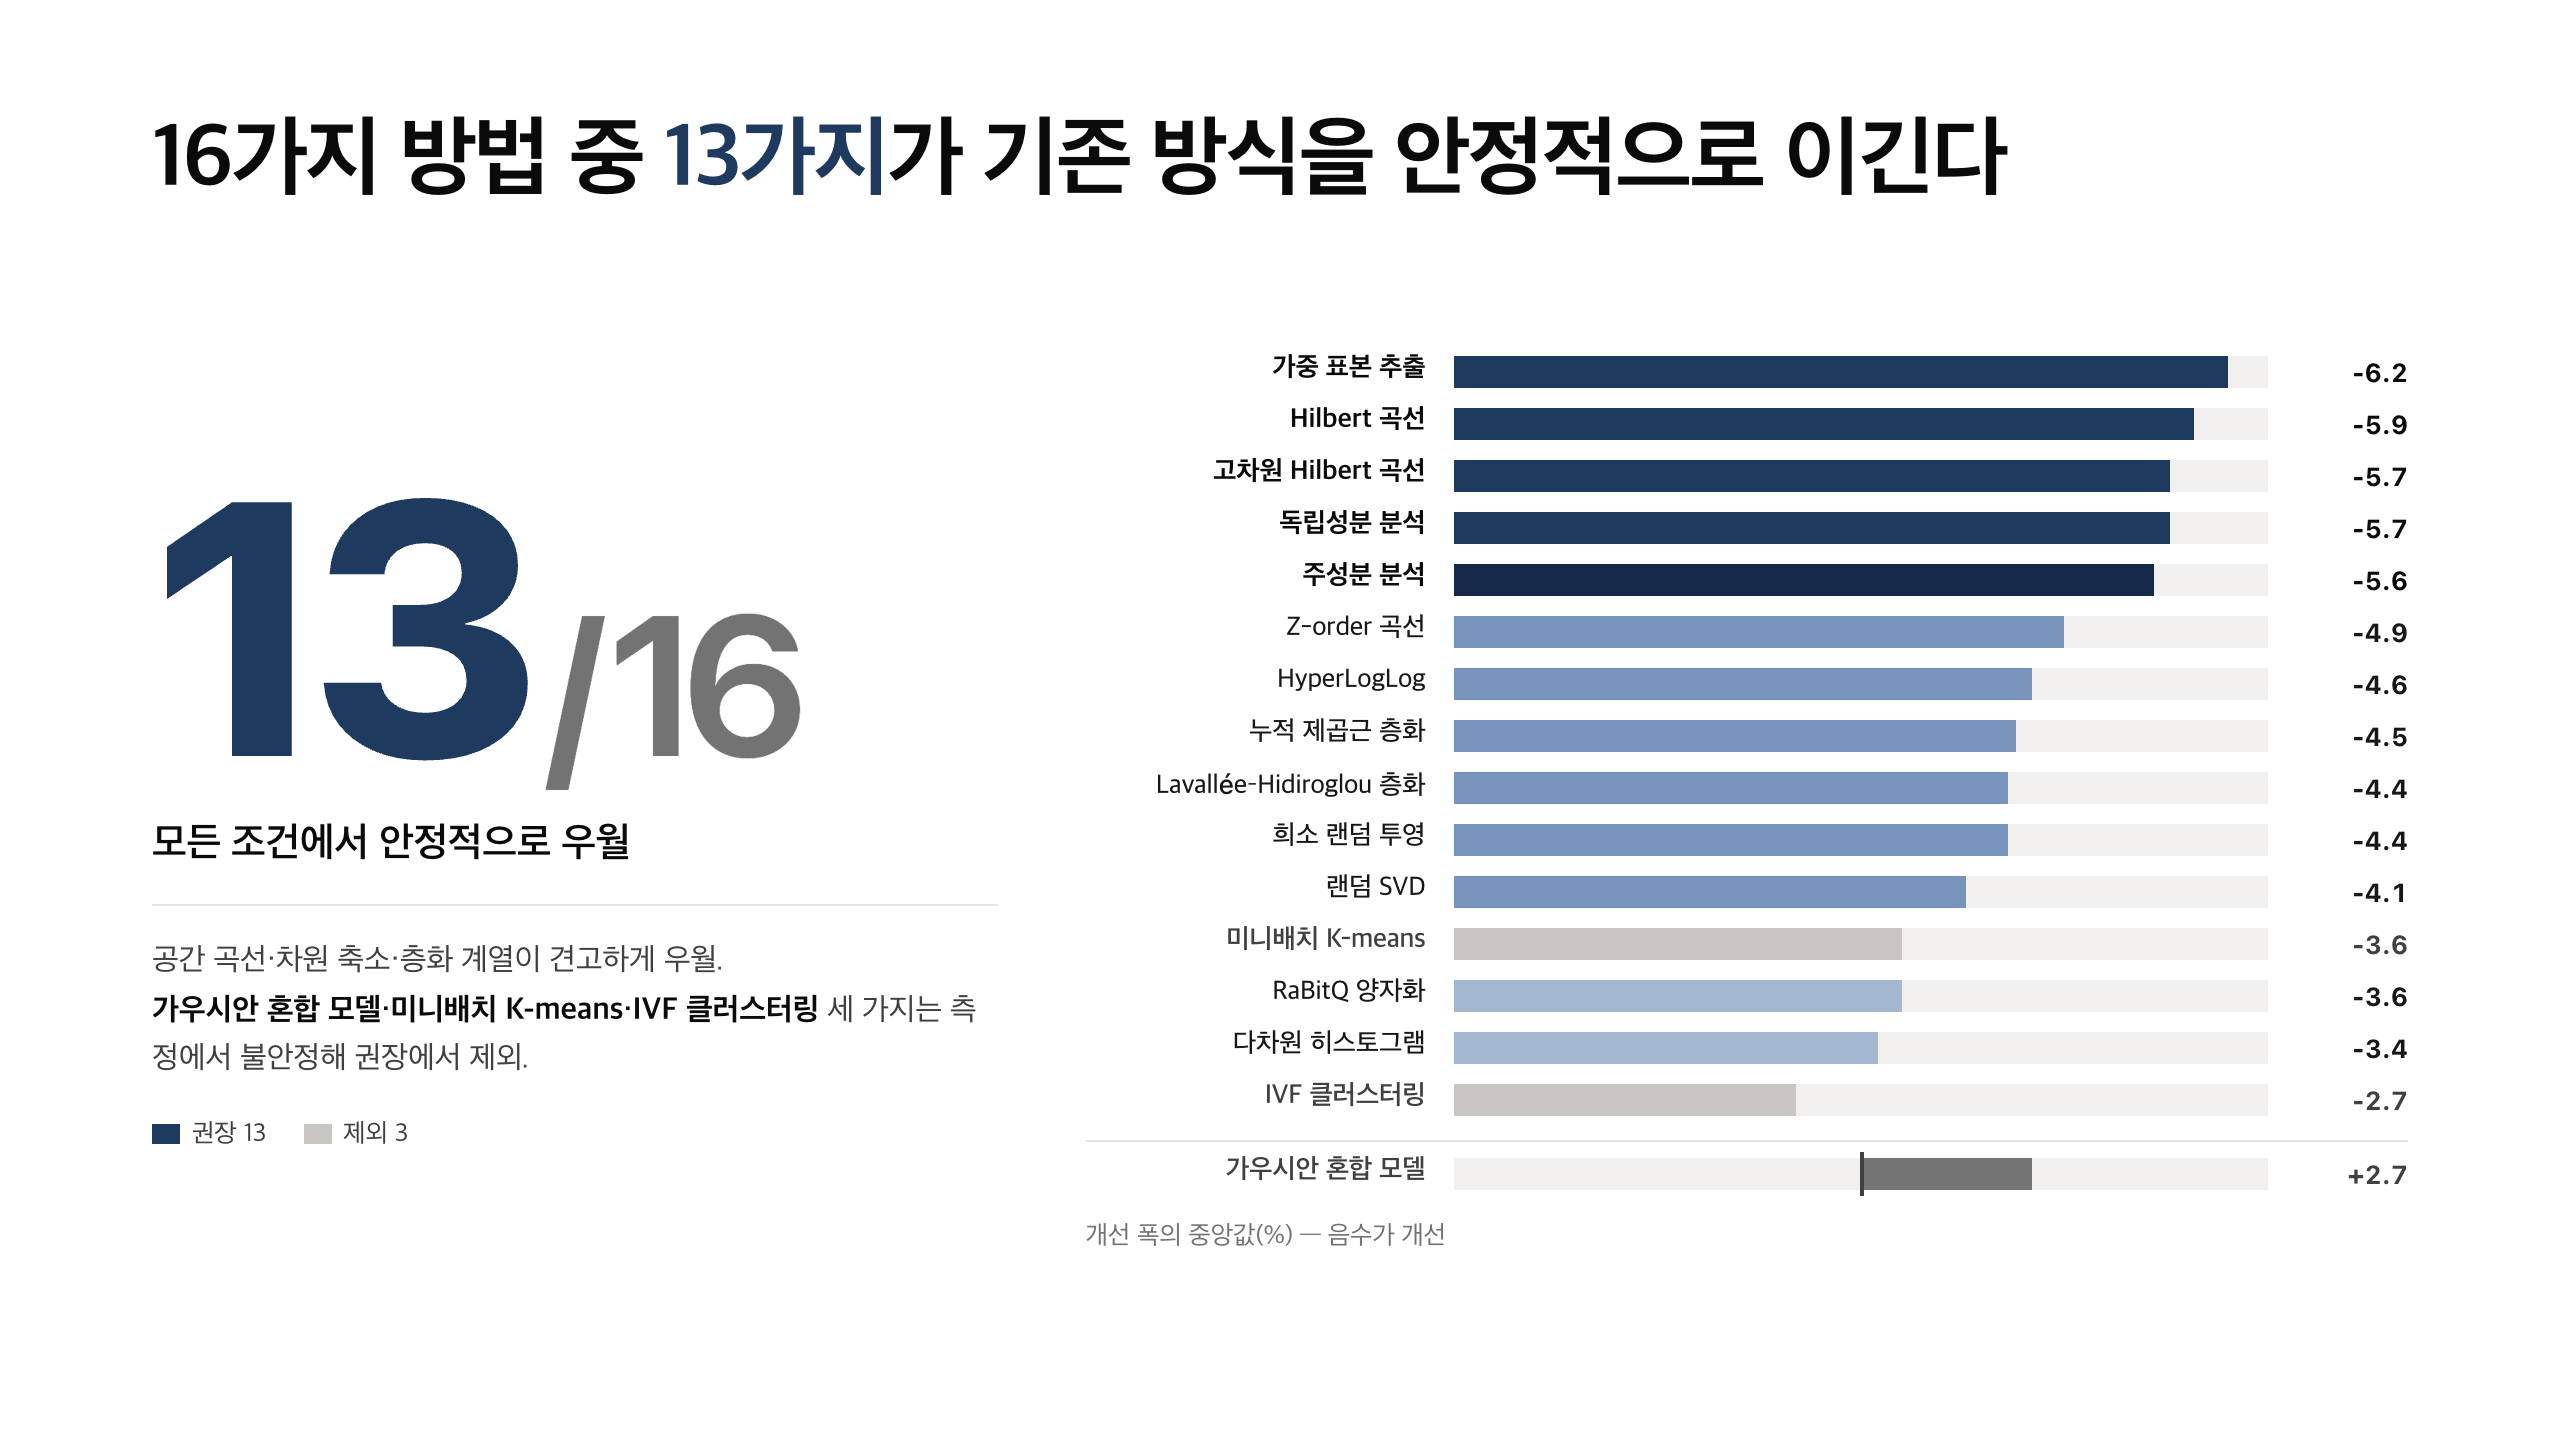 16가지 방법 중 13가지가 기존 방식을 안정적으로 이긴다
13/16
모든 조건에서 안정적으로 우월
공간 곡선·차원 축소·층화 계열이 견고하게 우월.
가우시안 혼합 모델·미니배치 K-means·IVF 클러스터링 세 가지는 측
정에서 불안정해 권장에서 제외.
권장 13 제외 3
가중 표본 추출 -6.2
Hilbert 곡선 -5.9
고차원 Hilbert 곡선 -5.7
독립성분 분석 -5.7
주성분 분석 -5.6
Z-order 곡선 -4.9
HyperLogLog -4.6
누적 제곱근 층화 -4.5
Lavallée-Hidiroglou 층화 -4.4
희소 랜덤 투영 -4.4
랜덤 SVD -4.1
미니배치 K-means -3.6
RaBitQ 양자화 -3.6
다차원 히스토그램 -3.4
IVF 클러스터링 -2.7
가우시안 혼합 모델 +2.7
개선 폭의 중앙값(%) — 음수가 개선